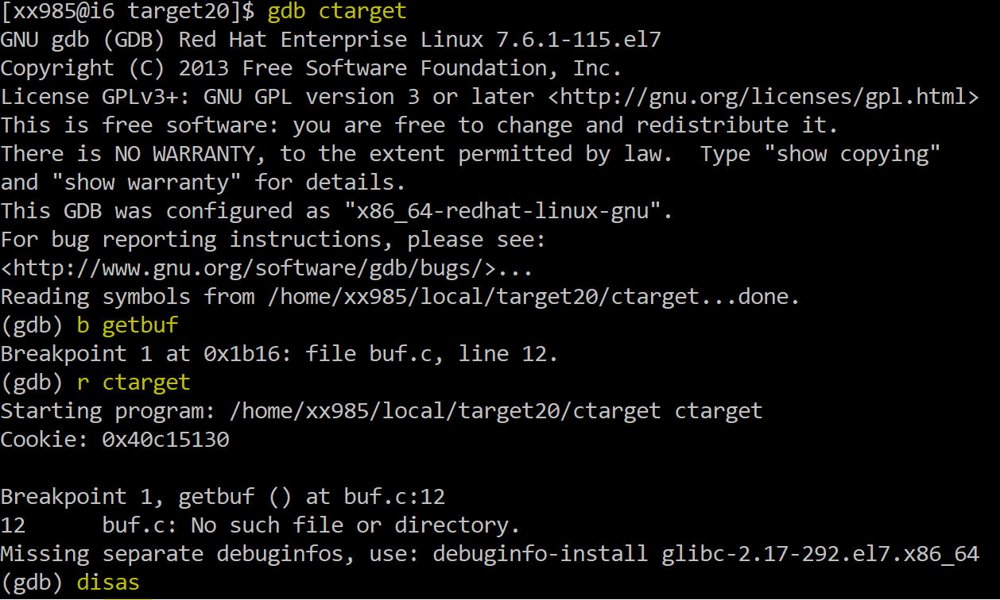 [xx985@i6 target20]$ gdb ctarget
GNU gdb (GDB) Red Hat Enterprise Linux 7.6.1-115.el7
Copyright (C) 2013 Free Software Foundation, Inc.
License GPLv3+: GNU GPL version 3 or later <http://gnu.org/licenses/gpl.html>
This is free software: you are free to change and redistribute it.
There is NO WARRANTY, to the extent permitted by law.  Type "show copying"
and "show warranty" for details.
This GDB was configured as "x86_64-redhat-linux-gnu".
For bug reporting instructions, please see:
<http://www.gnu.org/software/gdb/bugs/>...
Reading symbols from /home/xx985/local/target20/ctarget...done.
(gdb) b getbuf
Breakpoint 1 at 0x1b16: file buf.c, line 12.
(gdb) r ctarget
Starting program: /home/xx985/local/target20/ctarget ctarget
Cookie: 0x40c15130
Breakpoint 1, getbuf () at buf.c:12
12      buf.c: No such file or directory.
Missing separate debuginfos, use: debuginfo-install glibc-2.17-292.el7.x86_64
(gdb) disas